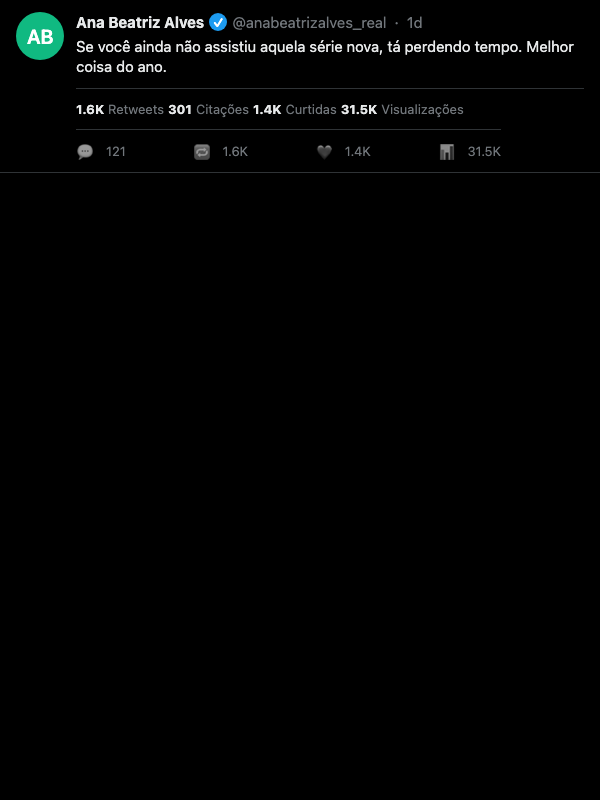 AB
Ana Beatriz Alves @anabeatrizalves_real · 1d
Se você ainda não assistiu aquela série nova, tá perdendo tempo. Melhor
coisa do ano.
1.6K Retweets 301 Citações 1.4K Curtidas 31.5K Visualizações
121 1.6K 1.4K 31.5K